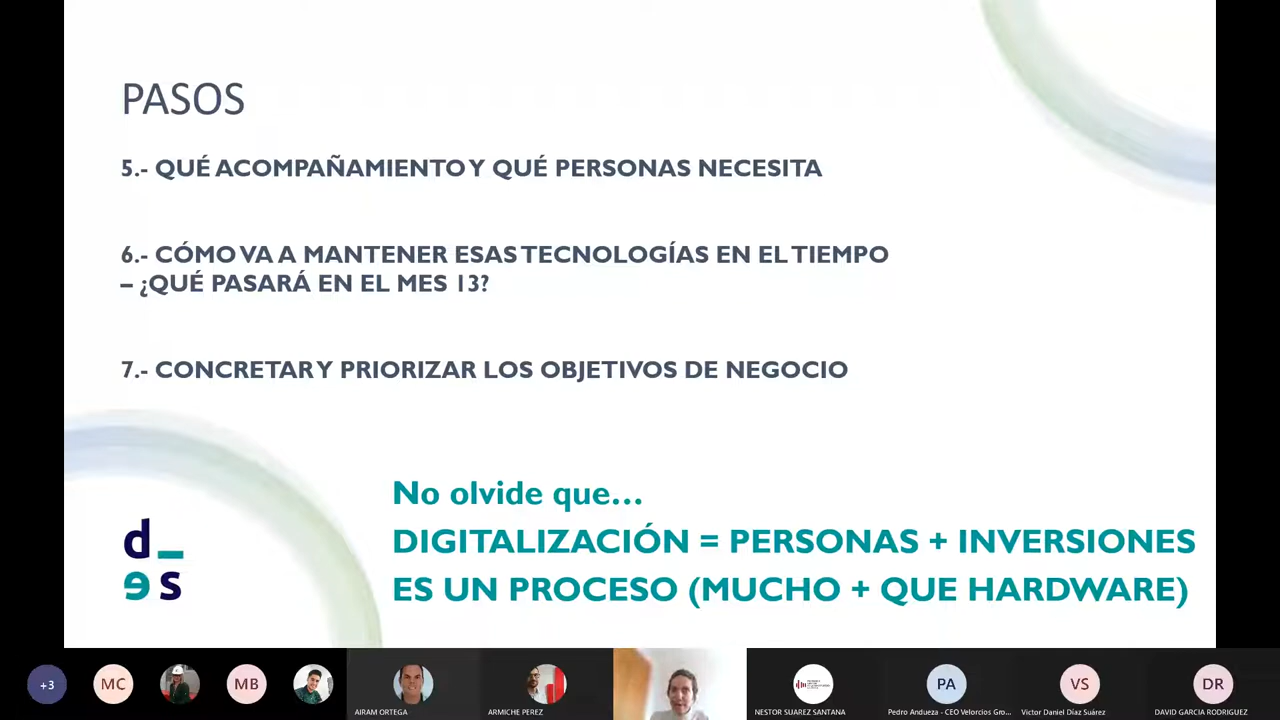 PASOS
5.- QUÉ ACOMPAÑAMIENTO Y QUÉ PERSONAS NECESITA
6.- CÓMO VA A MANTENER ESAS TECNOLOGÍAS EN EL TIEMPO
– ¿QUÉ PASARÁ EN EL MES 13?
7.- CONCRETAR Y PRIORIZAR LOS OBJETIVOS DE NEGOCIO
No olvide que...
DIGITALIZACIÓN = PERSONAS + INVERSIONES
ES UN PROCESO (MUCHO + QUE HARDWARE)
d_
es
+3
MC
MB
AIRAM ORTEGA
ARMICHE PEREZ
NESTOR SUAREZ SANTANA
PA
Pedro Andueza - CEO Velorcios Gro...
VS
Victor Daniel Díaz Suárez
DR
DAVID GARCIA RODRIGUEZ